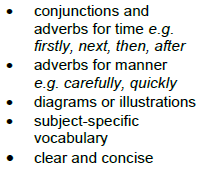 • conjunctions and
adverbs for time e.g.
firstly, next, then, after
• adverbs for manner
e.g. carefully, quickly
• diagrams or illustrations
• subject-specific
vocabulary
• clear and concise